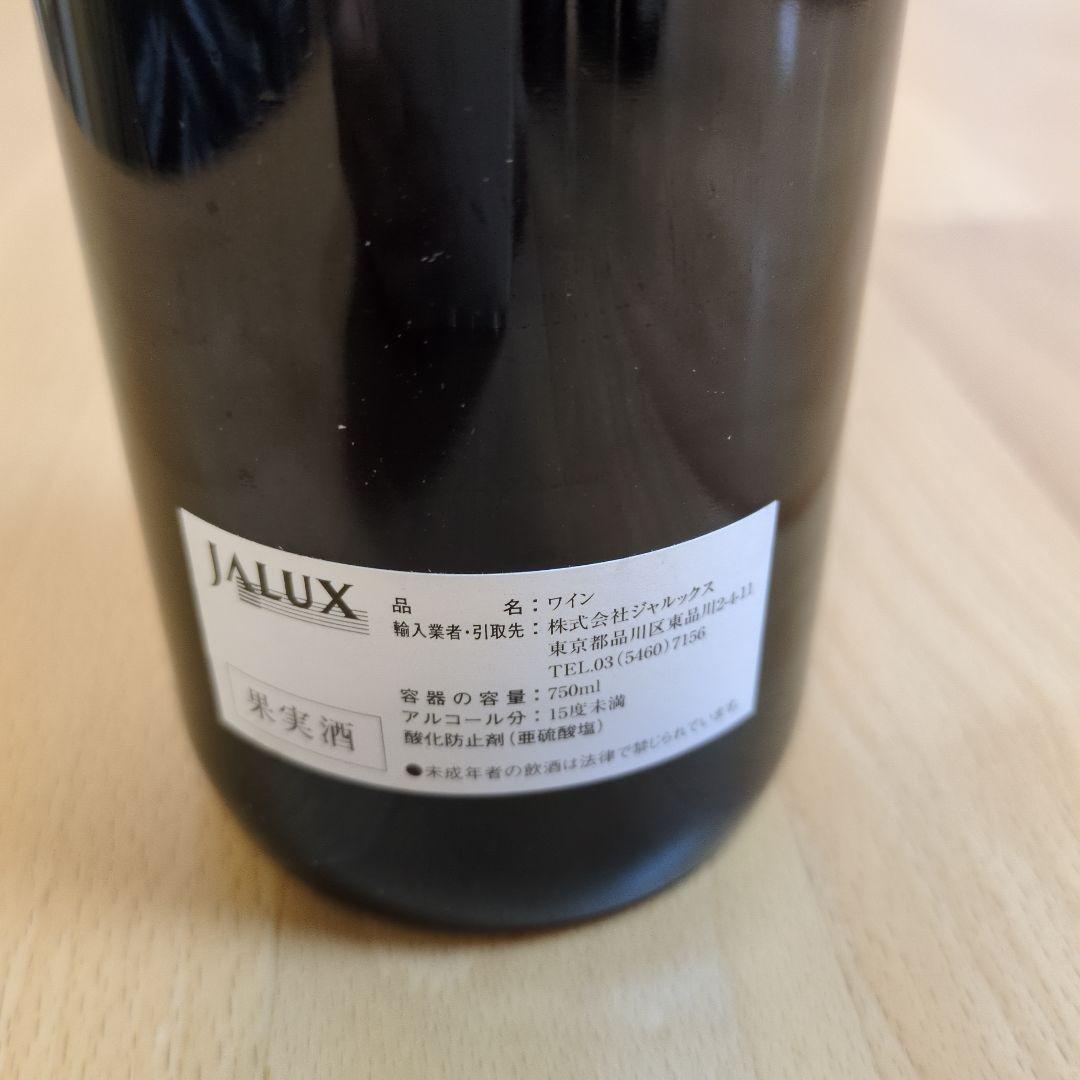 JALUX
品名：ワイン
輸入業者・引取先：株式会社ジャルックス
東京都品川区東品川2-4-11
TEL.03(5460)7156
容器の容量：750ml
アルコール分：15度未満
酸化防止剤(亜硫酸塩)
果実酒
●未成年者の飲酒は法律で禁じられています